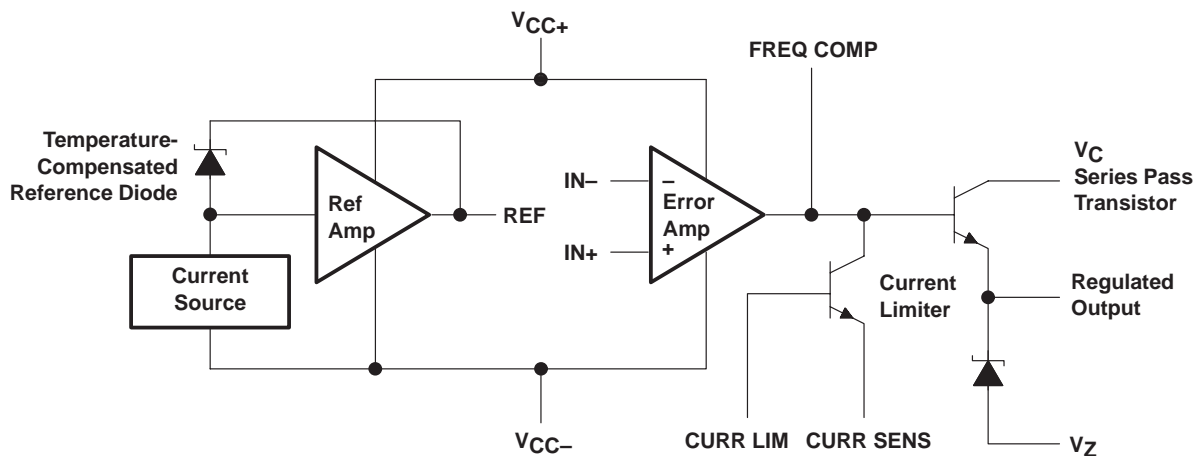 VCC+
FREQ COMP
Temperature-
Compensated
Reference Diode
VC
Series Pass
Transistor
IN–
–
Ref
Amp
REF
Error
Amp
IN+
+
Current
Source
Current
Limiter
Regulated
Output
VCC–
CURR LIM
CURR SENS
VZ